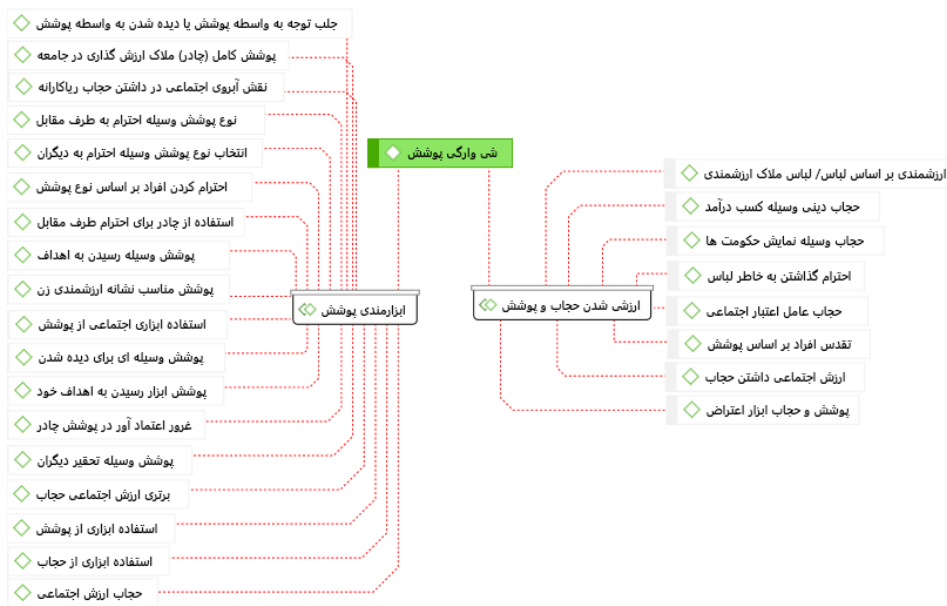 شی وارگی پوشش
ارزشی شدن حجاب و پوشش
ارزشمندی بر اساس لباس/ لباس ملاک ارزشمندی
حجاب دینی وسیله کسب درآمد
حجاب وسیله نمایش حکومت ها
احترام گذاشتن به خاطر لباس
حجاب عامل اعتبار اجتماعی
تقدس افراد بر اساس پوشش
ارزش اجتماعی داشتن حجاب
پوشش و حجاب ابزار اعتراض
ابزارمندی پوشش
جلب توجه به واسطه پوشش یا دیده شدن به واسطه پوشش
پوشش کامل (چادر) ملاک ارزش گذاری در جامعه
نقش آبروی اجتماعی در داشتن حجاب ریاکارانه
نوع پوشش وسیله احترام به طرف مقابل
انتخاب نوع پوشش وسیله احترام به دیگران
احترام کردن افراد بر اساس نوع پوشش
استفاده از چادر برای احترام طرف مقابل
پوشش وسیله رسیدن به اهداف
پوشش مناسب نشانه ارزشمندی زن
استفاده ابزاری اجتماعی از پوشش
پوشش وسیله ای برای دیده شدن
پوشش ابزار رسیدن به اهداف خود
غرور اعتماد آور در پوشش چادر
پوشش وسیله تحقیر دیگران
برتری ارزش اجتماعی حجاب
استفاده ابزاری از پوشش
استفاده ابزاری از حجاب
حجاب ارزش اجتماعی